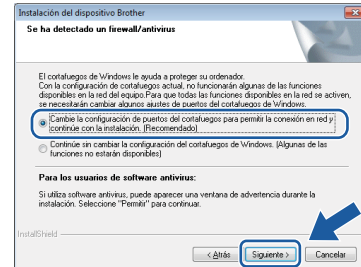 Instalación del dispositivo Brother
Se ha detectado un firewall/antivirus
El cortafuegos de Windows le ayuda a proteger su ordenador.
Con la configuración de cortafuegos actual, no funcionarán algunas de las funciones
disponibles en la red del equipo.Para que todas las funciones disponibles en la red se activen,
se necesitarán cambiar algunos ajustes de puertos del cortafuegos de Windows.
Cambie la configuración de puertos del cortafuegos para permitir la conexión en red y
continúe con la instalación. (Recomendado)
Continúe sin cambiar la configuración del cortafuegos de Windows. (Algunas de las
funciones no estarán disponibles)
Para los usuarios de software antivirus:
Si utiliza software antivirus, puede aparecer una ventana de advertencia durante la
instalación. Seleccione "Permitir" para continuar.
InstallShield
< Atrás
Siguiente >
Cancelar